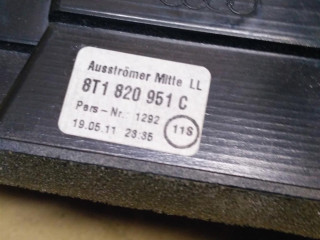 Ausströmer Mitte LL
8T1 820 951 C
Pers-Nr.: 1292
19.05.11 23:35 11S